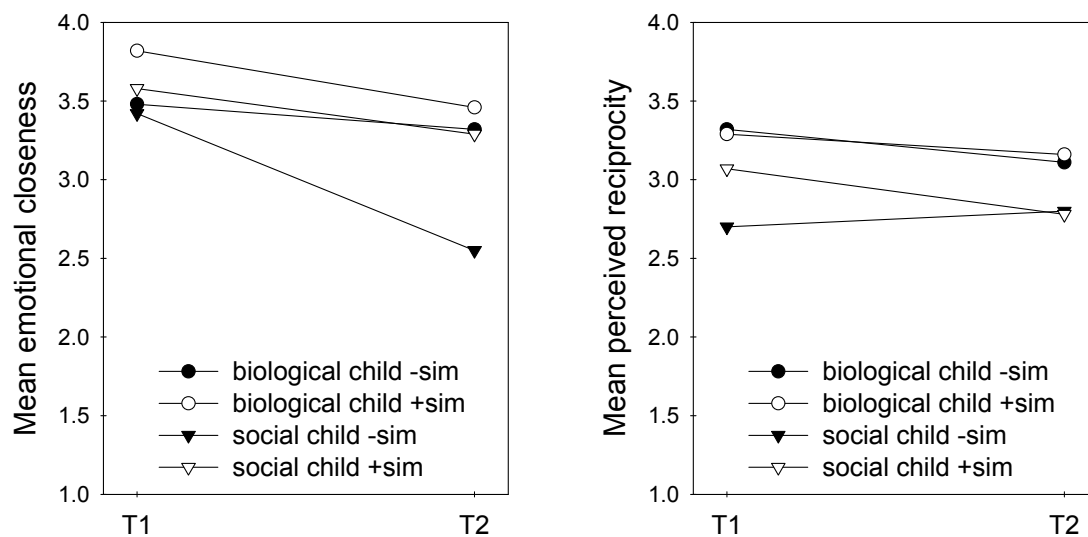 Mean emotional closeness
4.0
3.5
3.0
2.5
2.0
1.5
1.0
biological child -sim
biological child +sim
social child -sim
social child +sim
T1 T2
Mean perceived reciprocity
4.0
3.5
3.0
2.5
2.0
1.5
1.0
biological child -sim
biological child +sim
social child -sim
social child +sim
T1 T2